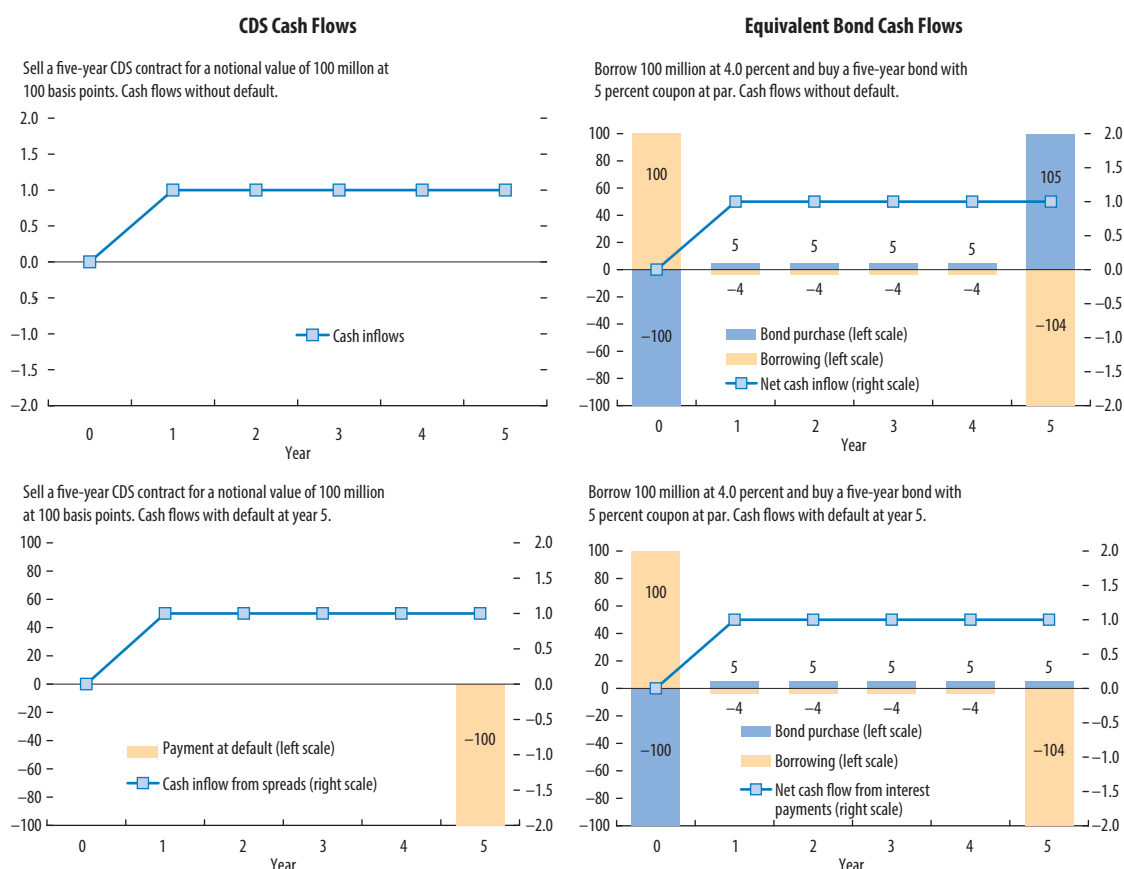 CDS Cash Flows
Sell a five-year CDS contract for a notional value of 100 millon at
100 basis points. Cash flows without default.
2.0
1.5
1.0
0.5
0.0
0.5
−1.0
−1.5
−2.0
Cash inflows
0 1 2 3 4 5
Year
Equivalent Bond Cash Flows
Borrow 100 million at 4.0 percent and buy a five-year bond with
5 percent coupon at par. Cash flows without default.
100
80
60
40
20
0
−20
−40
−60
−80
−100
2.0
1.5
1.0
0.5
0.0
−0.5
−1.0
−1.5
−2.0
100
105
5 5 5 5
−4 −4 −4 −4
−100
−104
Bond purchase (left scale)
Borrowing (left scale)
Net cash inflow (right scale)
0 1 2 3 4 5
Year
Sell a five-year CDS contract for a notional value of 100 million
at 100 basis points. Cash flows with default at year 5.
100
80
60
40
20
0
−20
−40
−60
−80
−100
2.0
1.5
1.0
0.5
0.0
−0.5
−1.0
−1.5
−2.0
−100
Payment at default (left scale)
Cash inflow from spreads (right scale)
0 1 2 3 4 5
Year
Borrow 100 million at 4.0 percent and buy a five-year bond with
5 percent coupon at par. Cash flows with default at year 5.
100
80
60
40
20
0
−20
−40
−60
−80
−100
2.0
1.5
1.0
0.5
0.0
−0.5
−1.0
−1.5
−2.0
100
5 5 5 5 5
−4 −4 −4 −4
−100
−104
Bond purchase (left scale)
Borrowing (left scale)
Net cash flow from interest
payments (right scale)
0 1 2 3 4 5
Year